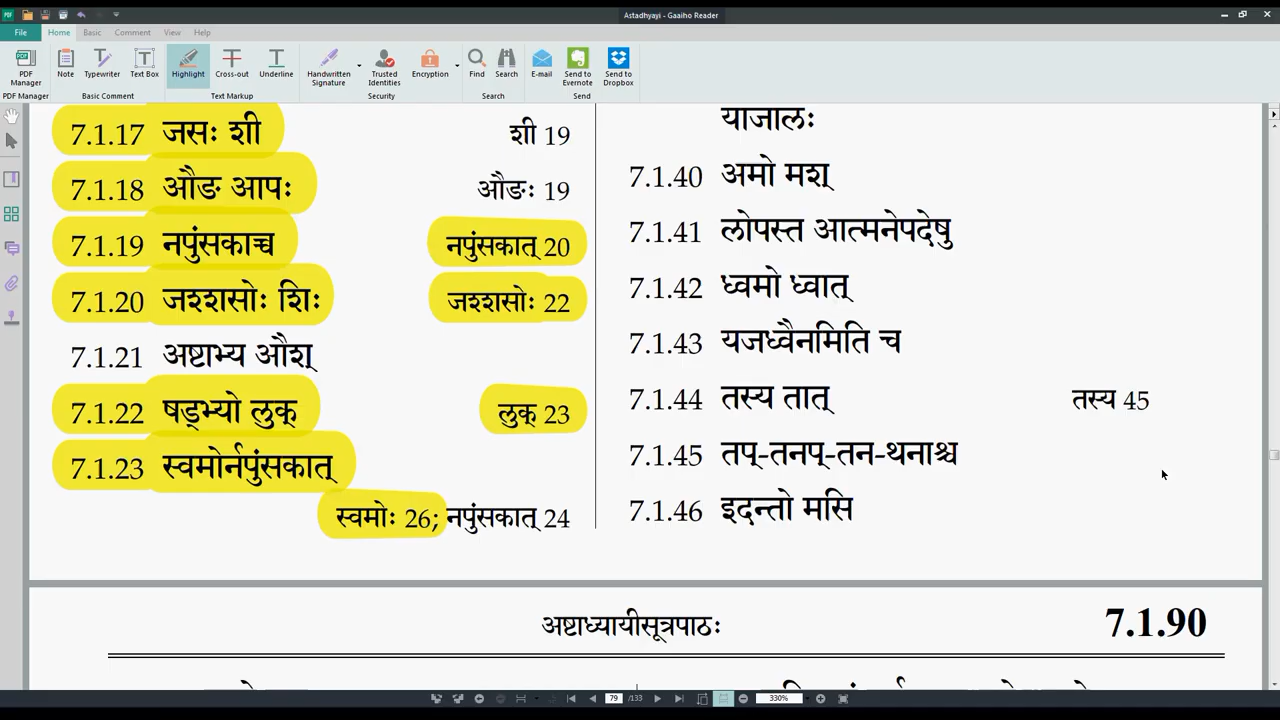 Astadhyayi - Gaaiho Reader
File Home Basic Comment View Help
PDF Manager Note Typewriter Text Box Highlight Cross-out Underline Handwritten Signature Trusted Identities Encryption Find Search E-mail Send to Evernote Send to Dropbox
PDF Manager Basic Comment Text Markup Security Search Send
7.1.17 जसः शी शी 19
7.1.18 औङ आपः औङः 19
7.1.19 नपुंसकाच्च नपुंसकात् 20
7.1.20 जश्शसोः शिः जश्शसोः 22
7.1.21 अष्टाभ्य औश्
7.1.22 षड्भ्यो लुक् लुक् 23
7.1.23 स्वमोर्नपुंसकात्
स्वमोः 26; नपुंसकात् 24
याजालः
7.1.40 अमो मश्
7.1.41 लोपस्त आत्मनेपदेषु
7.1.42 ध्वमो ध्वात्
7.1.43 यजध्वैनमिति च
7.1.44 तस्य तात् तस्य 45
7.1.45 तप्-तनप्-तन-थनाश्च
7.1.46 इदन्तो मसि
अष्टाध्यायीसूत्रपाठः 7.1.90
79 /133 330%